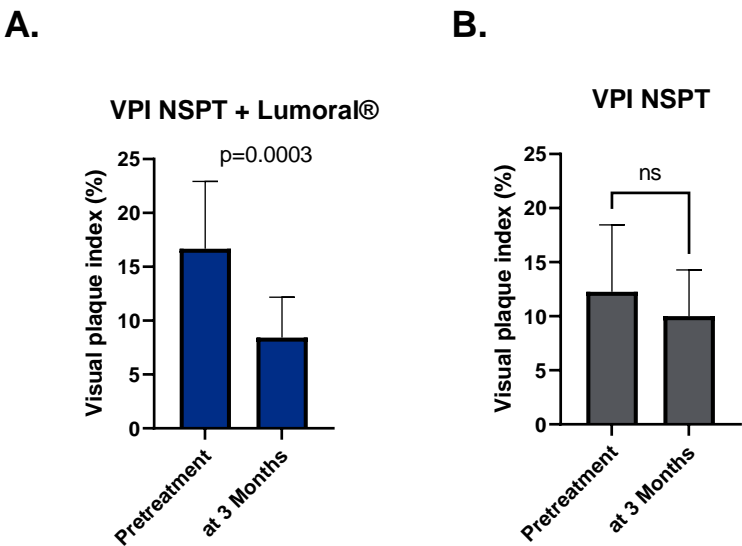 A.
VPI NSPT + Lumoral®
p=0.0003
Visual plaque index (%)
25
20
15
10
5
0
Pretreatment
at 3 Months
B.
VPI NSPT
ns
Visual plaque index (%)
25
20
15
10
5
0
Pretreatment
at 3 Months